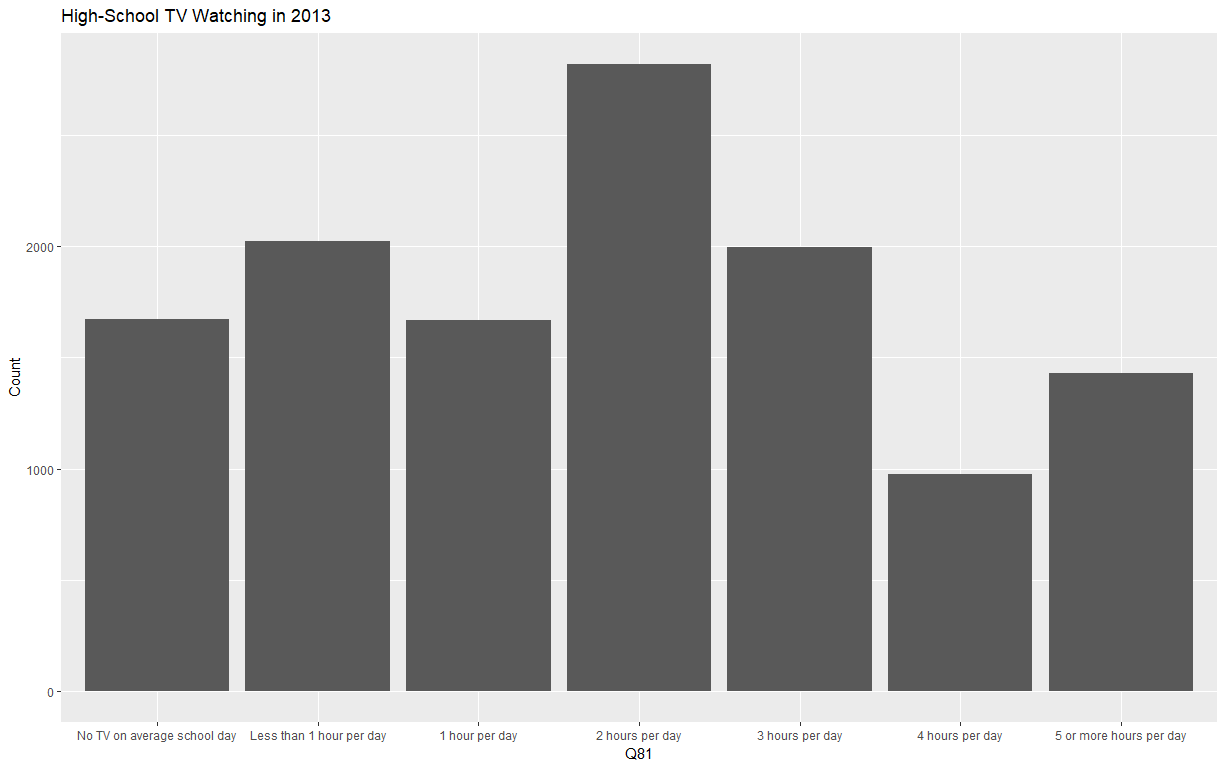 High-School TV Watching in 2013
Count
2000
1000
0
No TV on average school day Less than 1 hour per day 1 hour per day 2 hours per day 3 hours per day 4 hours per day 5 or more hours per day
Q81